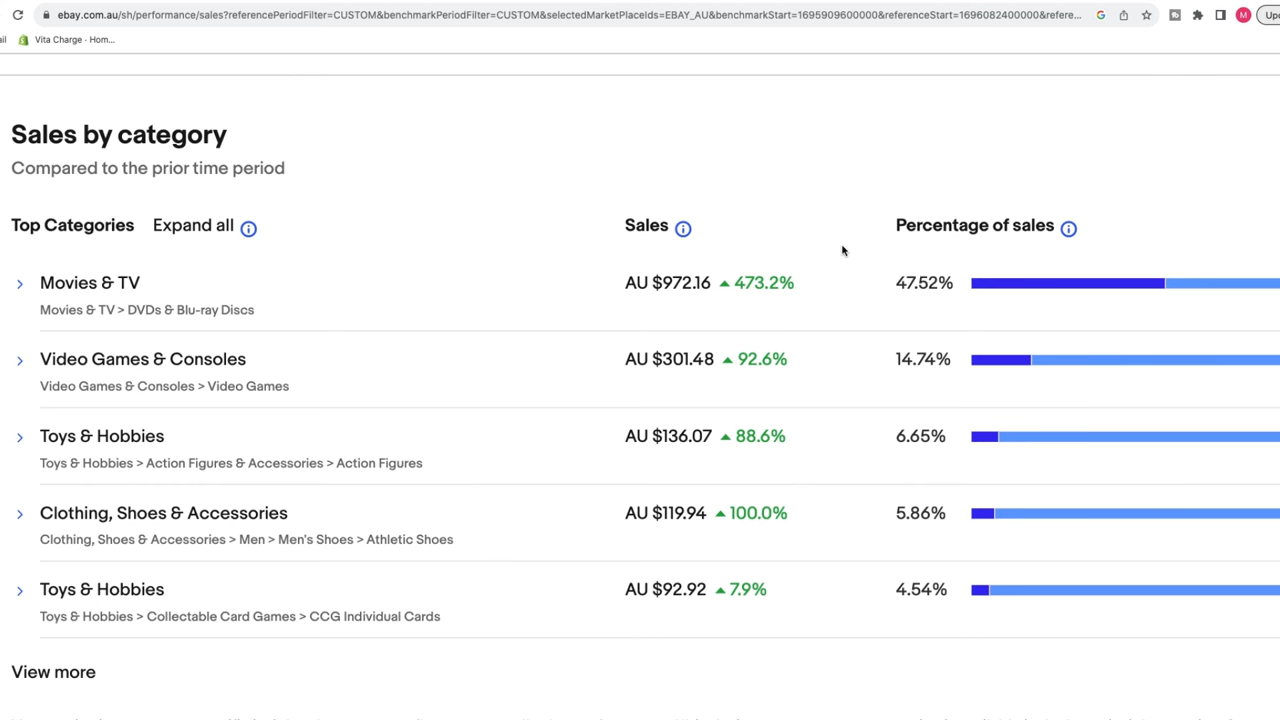 ebay.com.au/sh/performance/sales?referencePeriodFilter=CUSTOM&benchmarkPeriodFilter=CUSTOM&selectedMarketPlaceIds=EBAY_AU&benchmarkStart=1695909600000&referenceStart=1696082400000&refere...
M
Vita Charge · Hom...
Sales by category
Compared to the prior time period
Top Categories Expand all Sales Percentage of sales
Movies & TV AU $972.16 473.2% 47.52%
Movies & TV > DVDs & Blu-ray Discs
Video Games & Consoles AU $301.48 92.6% 14.74%
Video Games & Consoles > Video Games
Toys & Hobbies AU $136.07 88.6% 6.65%
Toys & Hobbies > Action Figures & Accessories > Action Figures
Clothing, Shoes & Accessories AU $119.94 100.0% 5.86%
Clothing, Shoes & Accessories > Men > Men's Shoes > Athletic Shoes
Toys & Hobbies AU $92.92 7.9% 4.54%
Toys & Hobbies > Collectable Card Games > CCG Individual Cards
View more